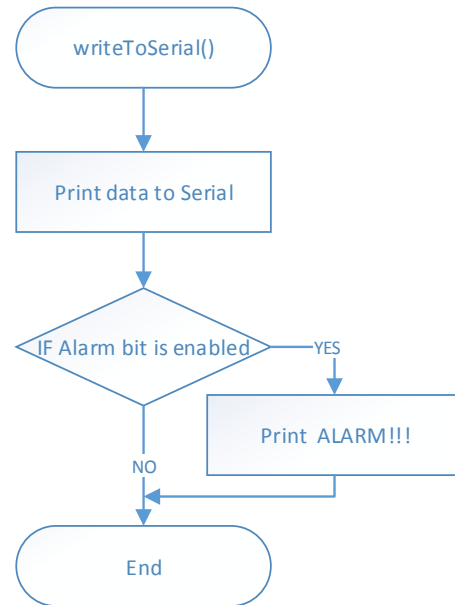 writeToSerial()
Print data to Serial
IF Alarm bit is enabled
YES
Print ALARM!!!
NO
End